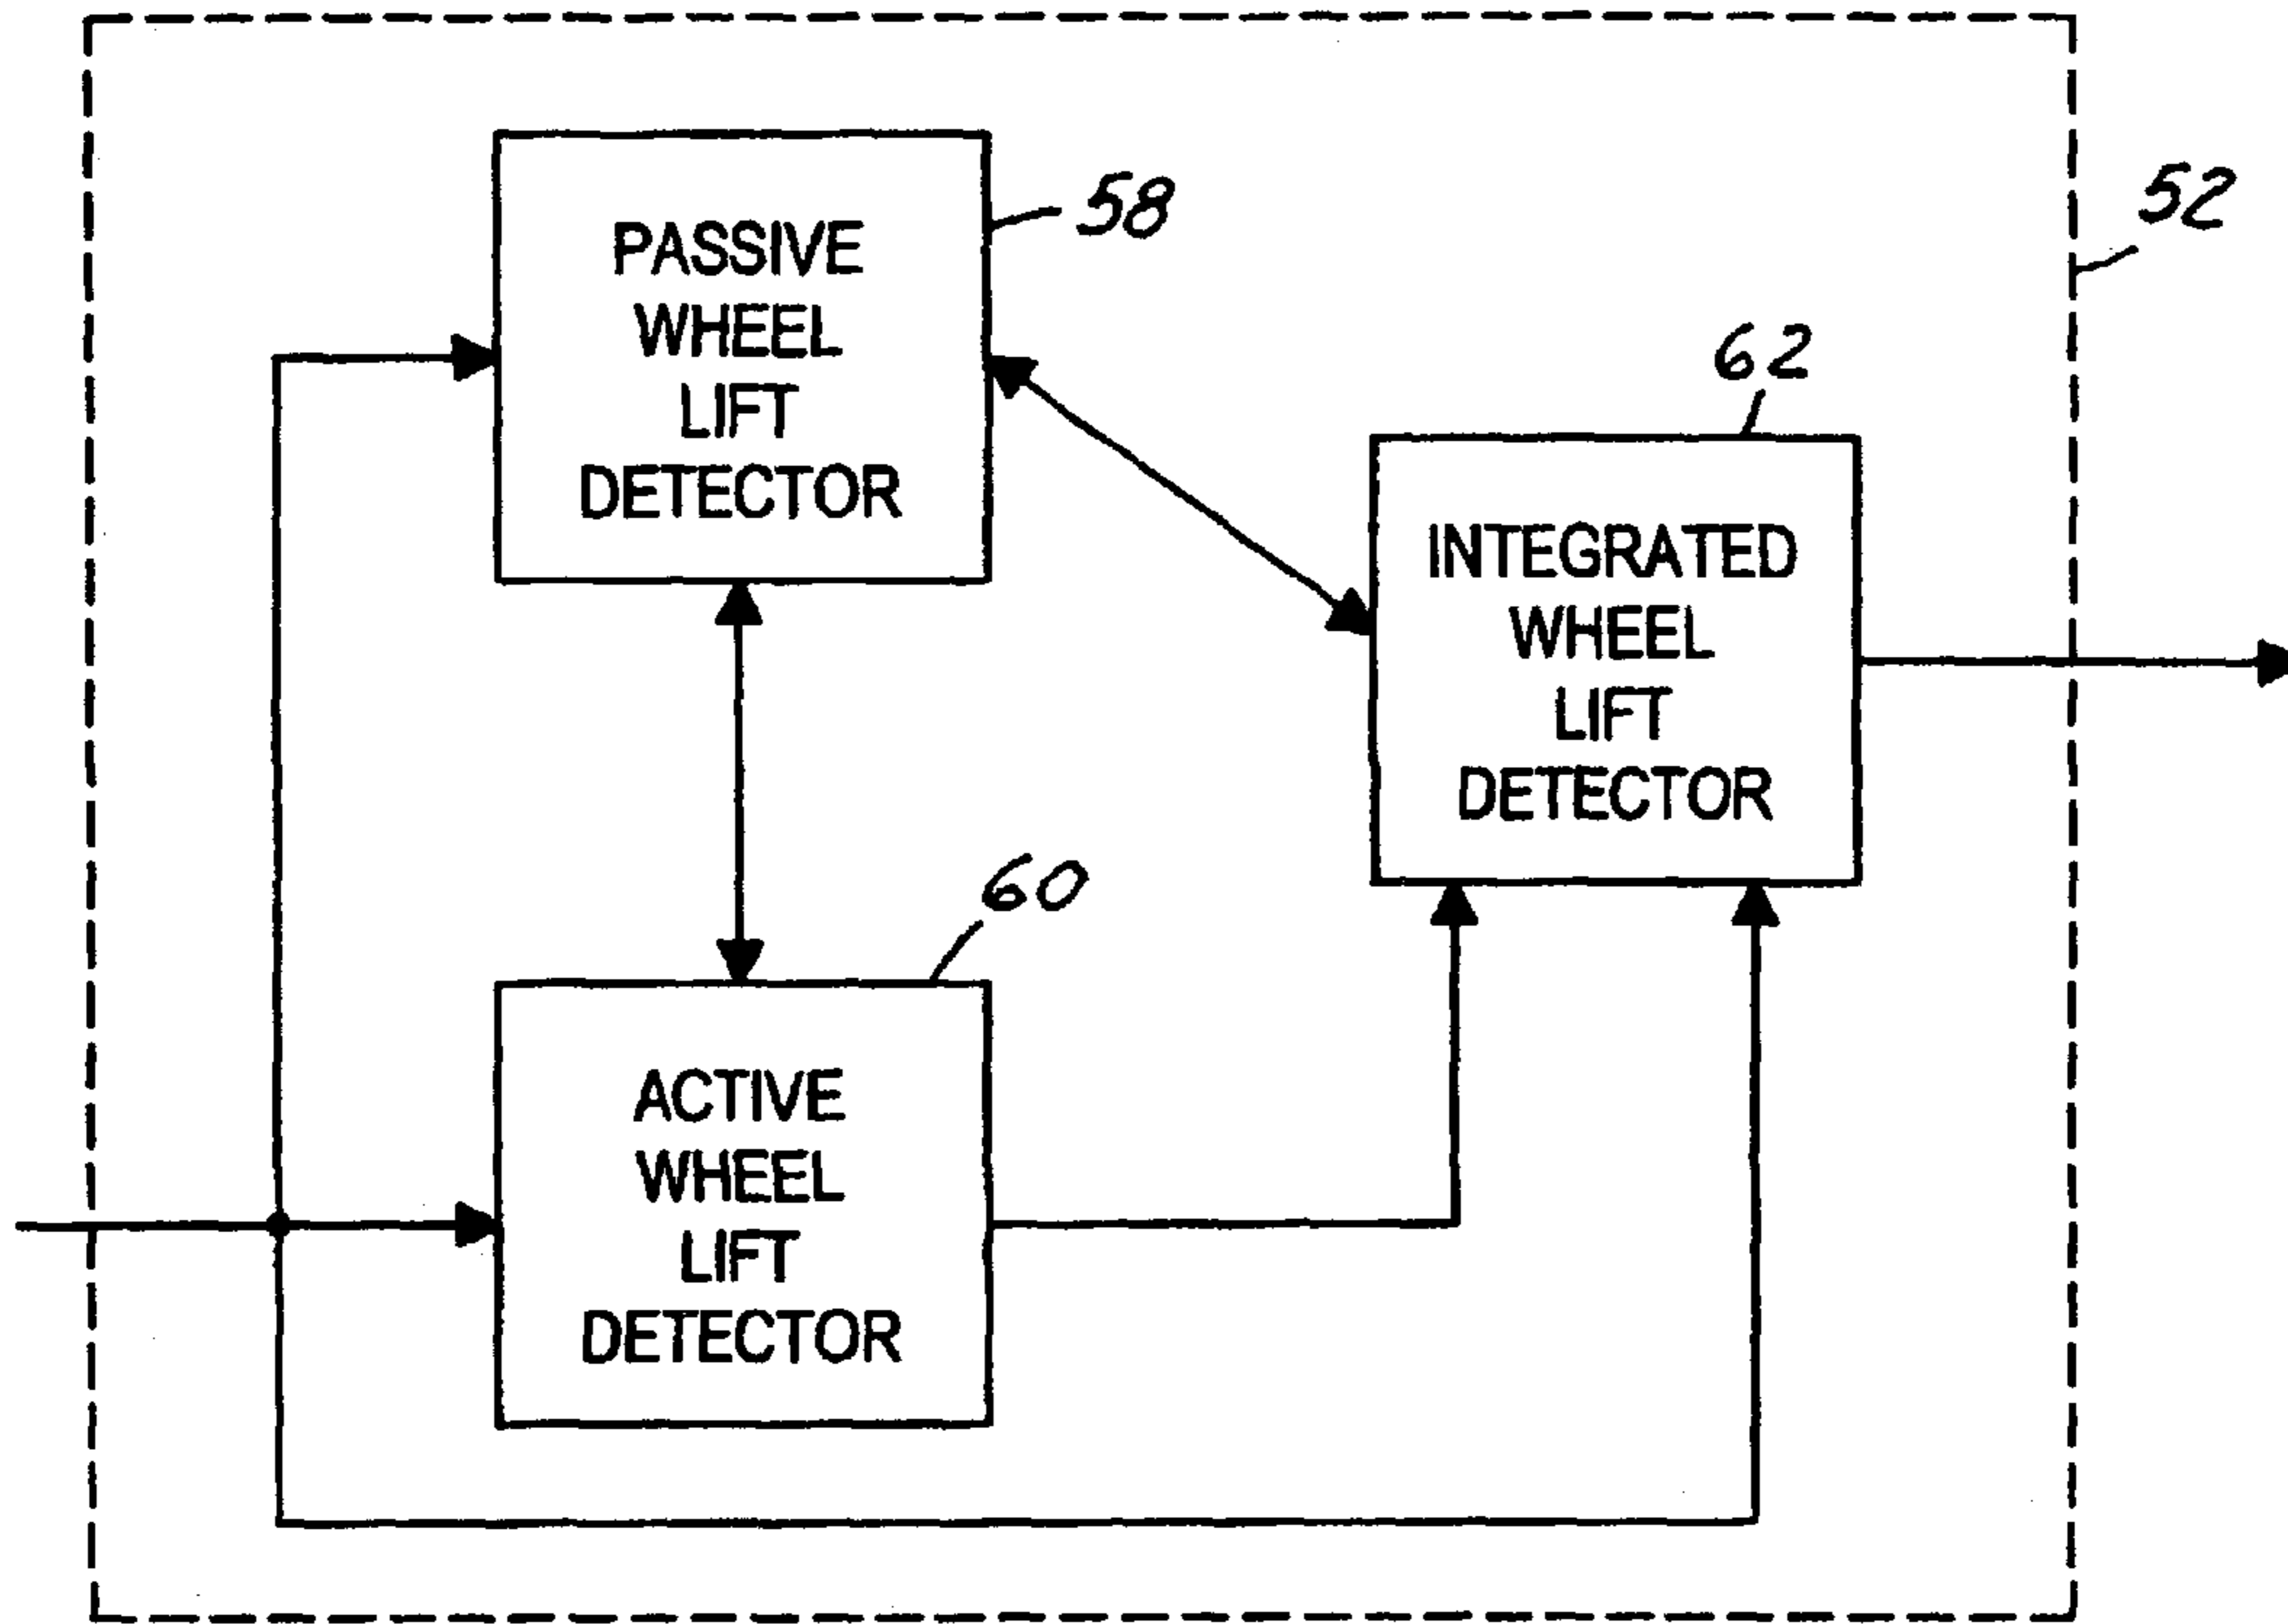 PASSIVE
WHEEL
LIFT
DETECTOR
58
52
62
INTEGRATED
WHEEL
LIFT
DETECTOR
60
ACTIVE
WHEEL
LIFT
DETECTOR